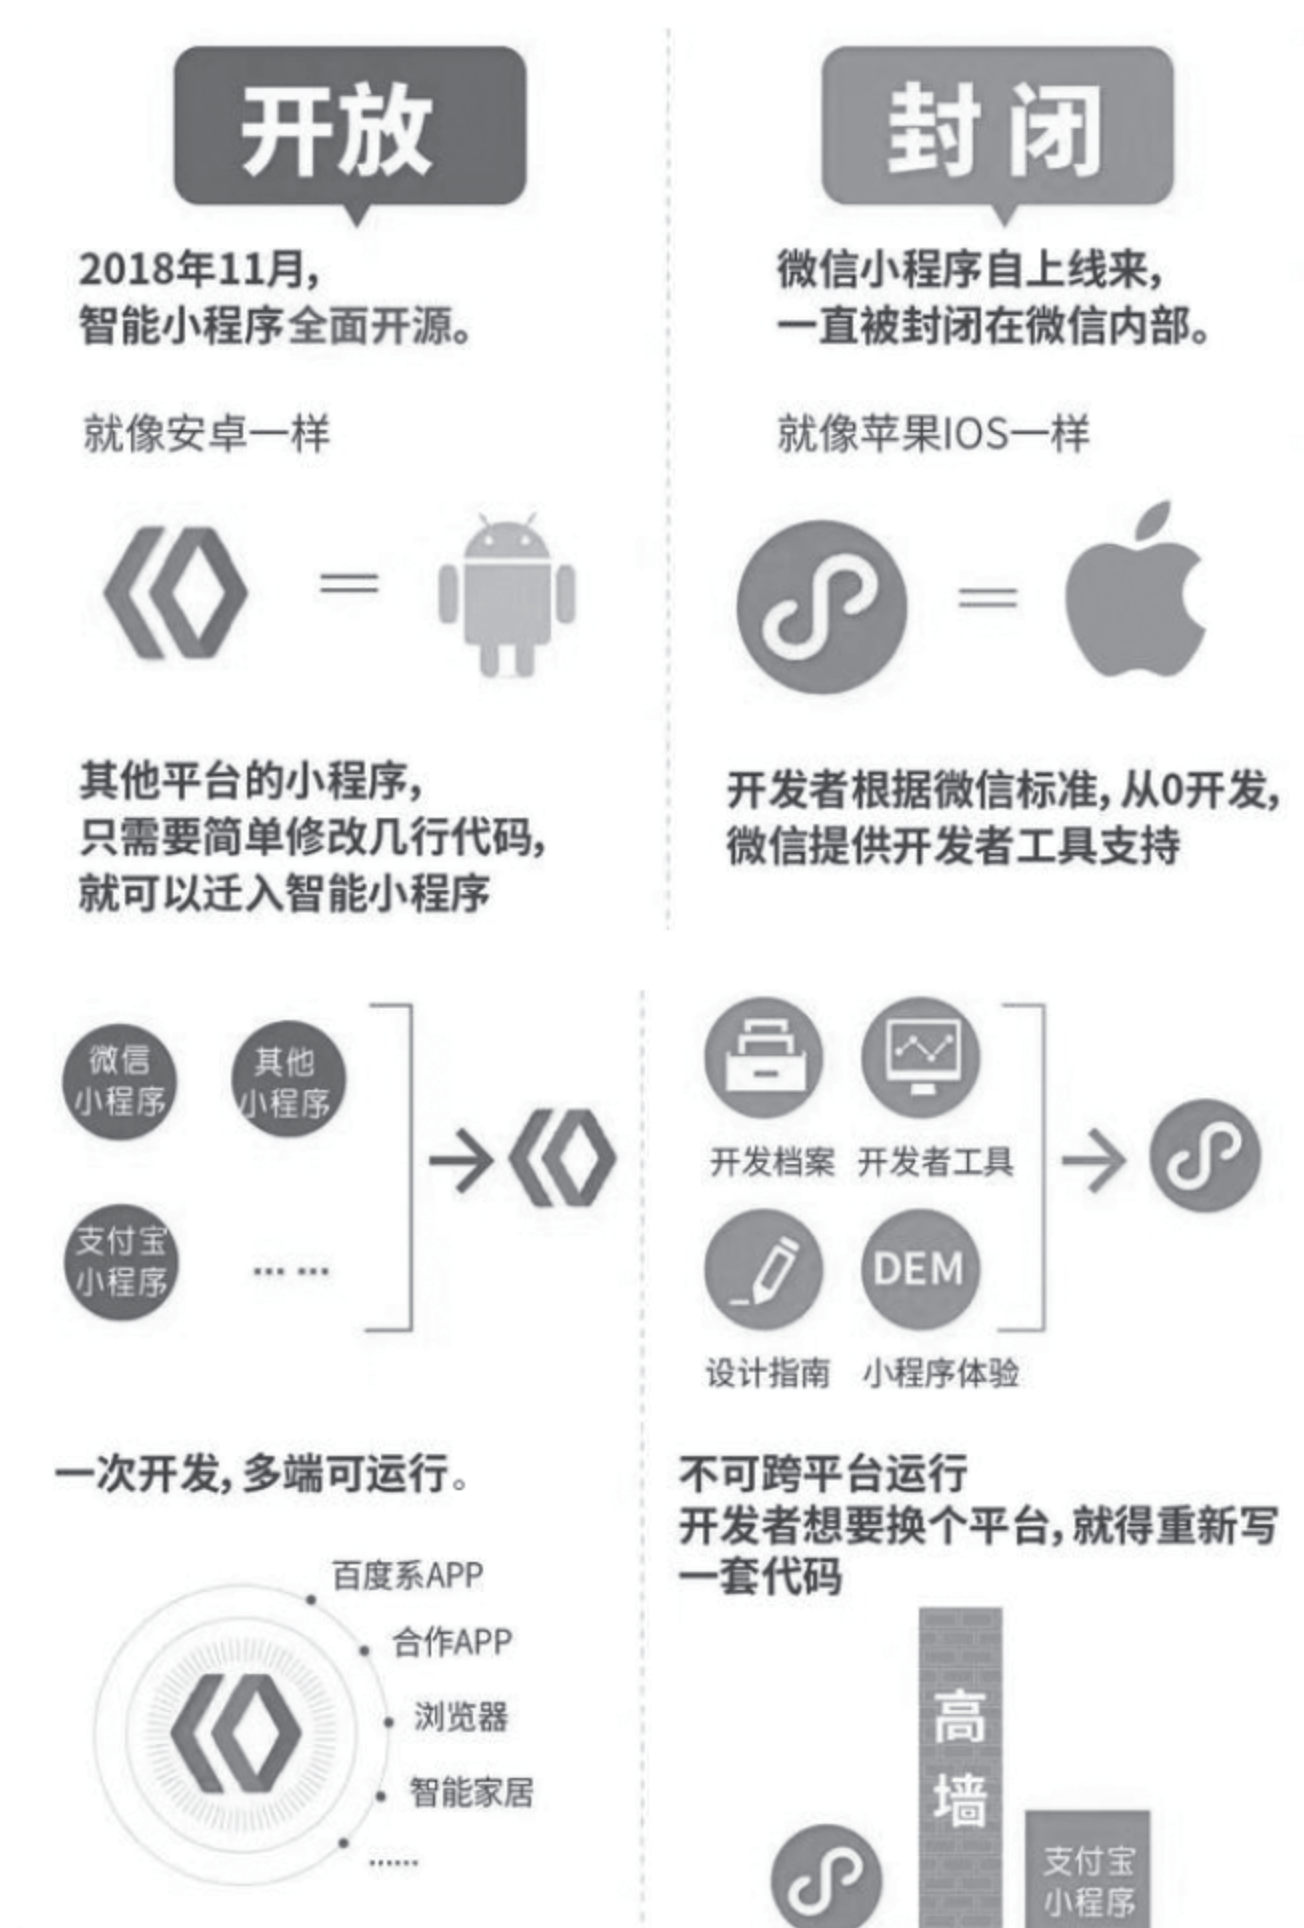 开放
2018年11月,
智能小程序全面开源。
就像安卓一样
其他平台的小程序,
只需要简单修改几行代码,
就可以迁入智能小程序
微信
小程序
其他
小程序
支付宝
小程序
... ...
一次开发,多端可运行。
百度系APP
合作APP
浏览器
智能家居
......
封闭
微信小程序自上线来,
一直被封闭在微信内部。
就像苹果IOS一样
开发者根据微信标准,从0开发,
微信提供开发者工具支持
开发档案
开发者工具
DEM
设计指南
小程序体验
不可跨平台运行
开发者想要换个平台,就得重新写
一套代码
高
墙
支付宝
小程序